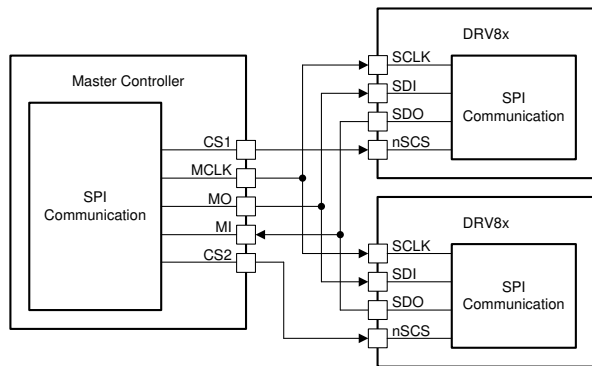 Master Controller
SPI
Communication
CS1
MCLK
MO
MI
CS2
DRV8x
SCLK
SDI
SDO
nSCS
SPI
Communication
DRV8x
SCLK
SDI
SDO
nSCS
SPI
Communication